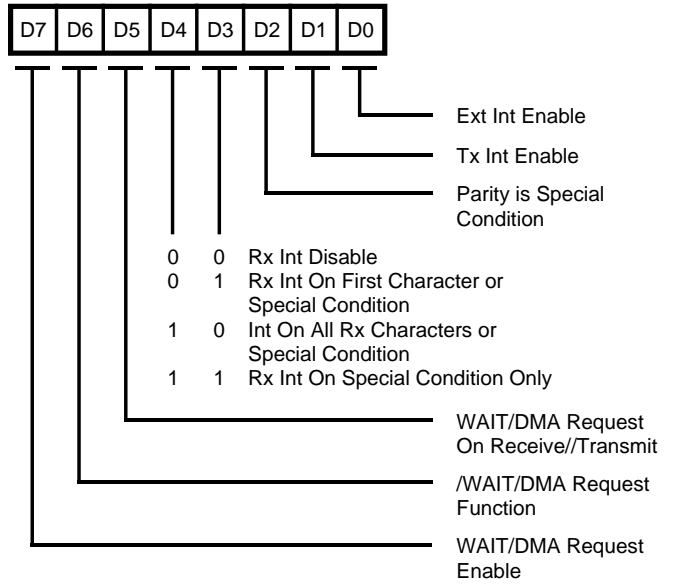 D7 D6 D5 D4 D3 D2 D1 D0
Ext Int Enable
Tx Int Enable
Parity is Special
Condition
0 0 Rx Int Disable
0 1 Rx Int On First Character or
Special Condition
1 0 Int On All Rx Characters or
Special Condition
1 1 Rx Int On Special Condition Only
WAIT/DMA Request
On Receive//Transmit
/WAIT/DMA Request
Function
WAIT/DMA Request
Enable